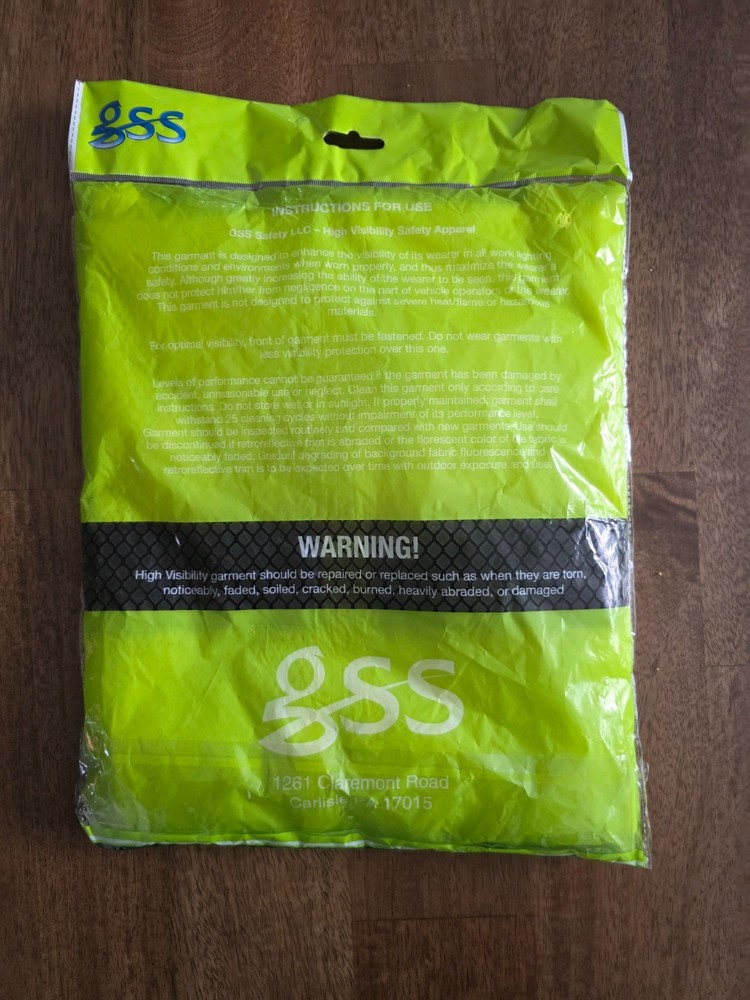 gss
INSTRUCTIONS FOR USE
GSS Safety LLC ~ High Visibility Safety Apparel
This garment is designed to enhance the visibility of its wearer in all work lighting
conditions and environments when worn properly, and thus maximize the wearer's
safety. Although greatly increasing the ability of the wearer to be seen, this garment
does not protect him/her from negligence on the part of vehicle operators or the wearer.
This garment is not designed to protect against severe heat/flame or hazardous
materials.
For optimal visibility, front of garment must be fastened. Do not wear garments with
less visibility protection over this one.
Levels of performance cannot be guaranteed if the garment has been damaged by
accident, unreasonable use or neglect. Clean this garment only according to care
instructions. Do not store wet or in sunlight. If properly maintained, garment shall
withstand 25 cleaning cycles without impairment of its performance level.
Garment should be inspected routinely and compared with new garments. Use should
be discontinued if retroreflective trim is abraded or the florescent color of the fabric is
noticeably faded. Gradual degrading of background fabric fluorescence and
retroreflective trim is to be expected over time with outdoor exposure and use.
WARNING!
High Visibility garment should be repaired or replaced such as when they are torn,
noticeably, faded, soiled, cracked, burned, heavily abraded, or damaged
gss
1261 Claremont Road
Carlisle 17015